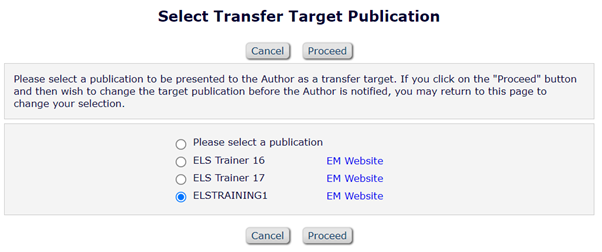 Select Transfer Target Publication
Cancel Proceed
Please select a publication to be presented to the Author as a transfer target. If you click on the "Proceed" button
and then wish to change the target publication before the Author is notified, you may return to this page to
change your selection.
Please select a publication
ELS Trainer 16 EM Website
ELS Trainer 17 EM Website
ELSTRAINING1 EM Website
Cancel Proceed